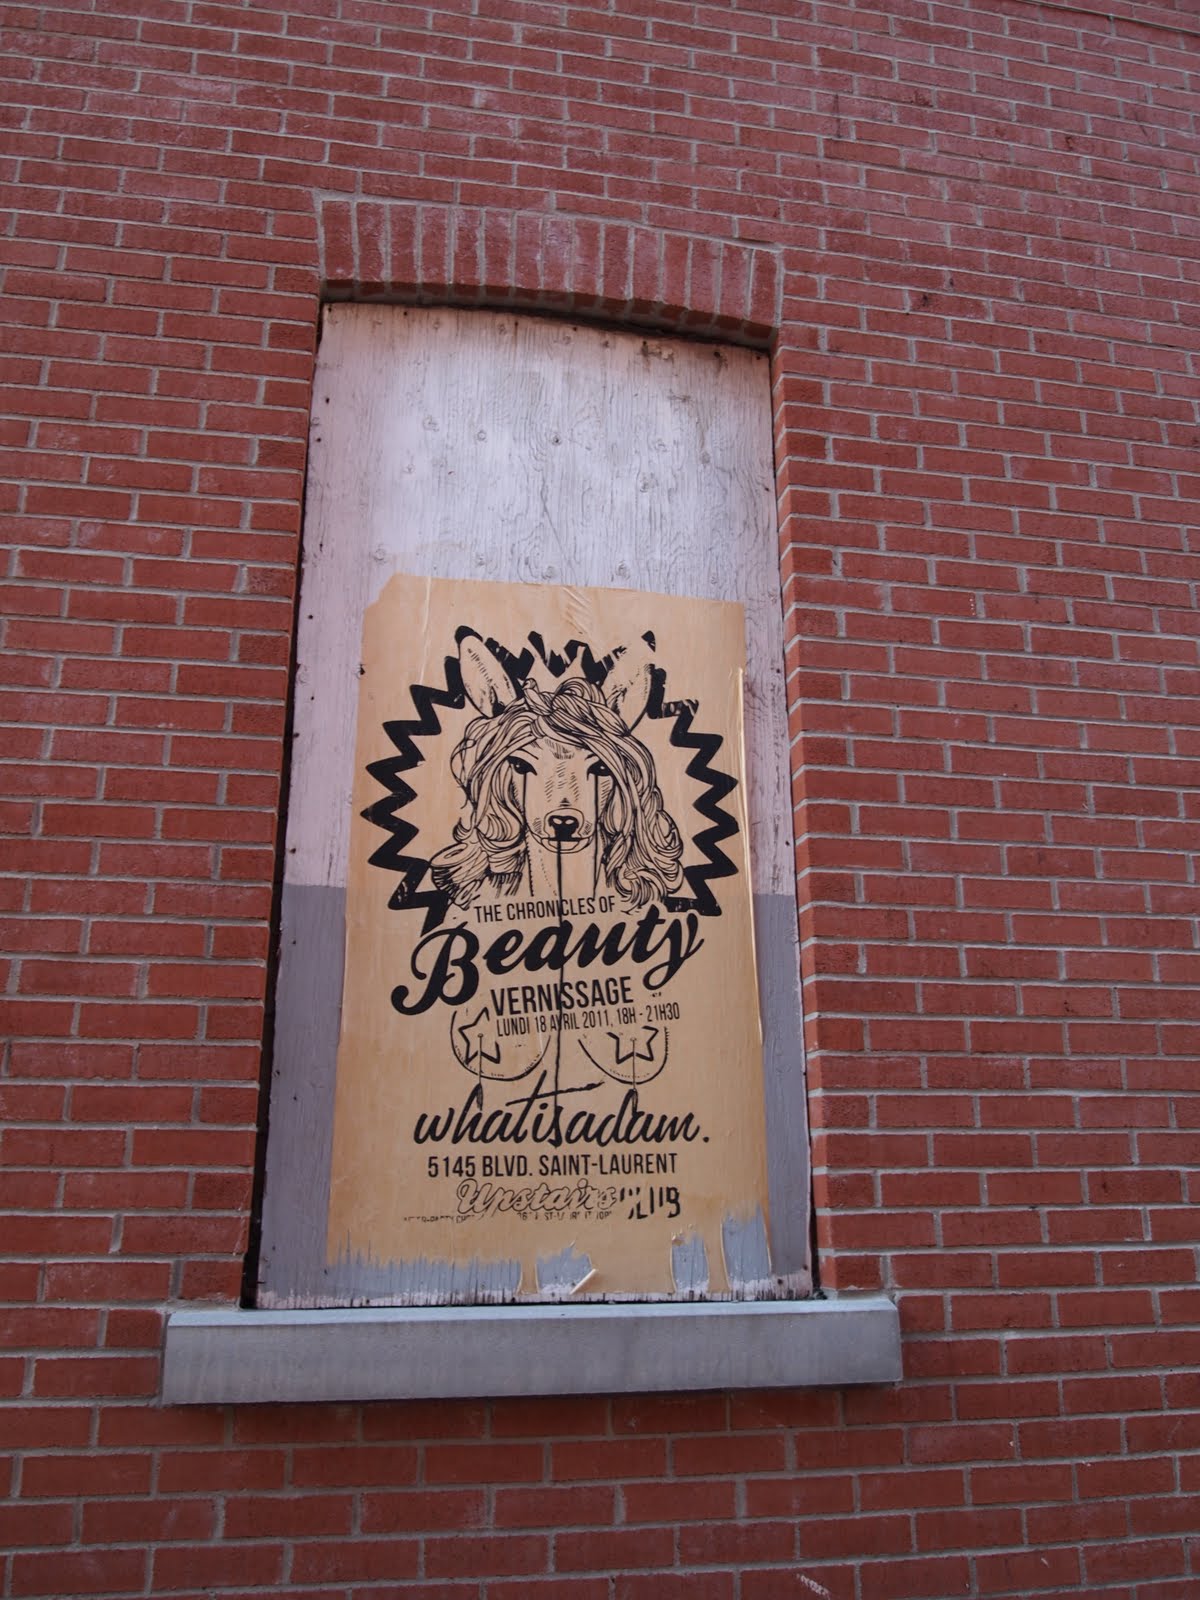 THE CHRONICLES OF
Beauty
VERNISSAGE
LUNDI 18 AVRIL 2011, 18H - 21H30
whatisadam.
5145 BLVD. SAINT-LAURENT
Upstairs CLUB